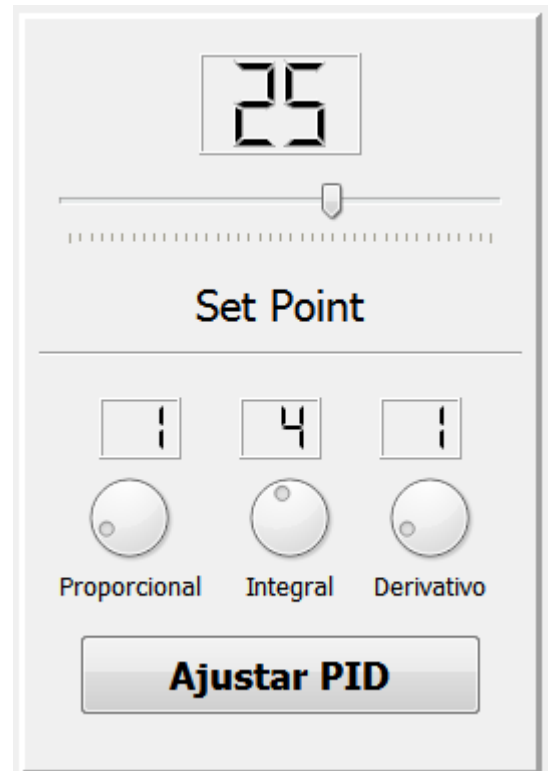 25
Set Point
1 4 1
Proporcional Integral Derivativo
Ajustar PID